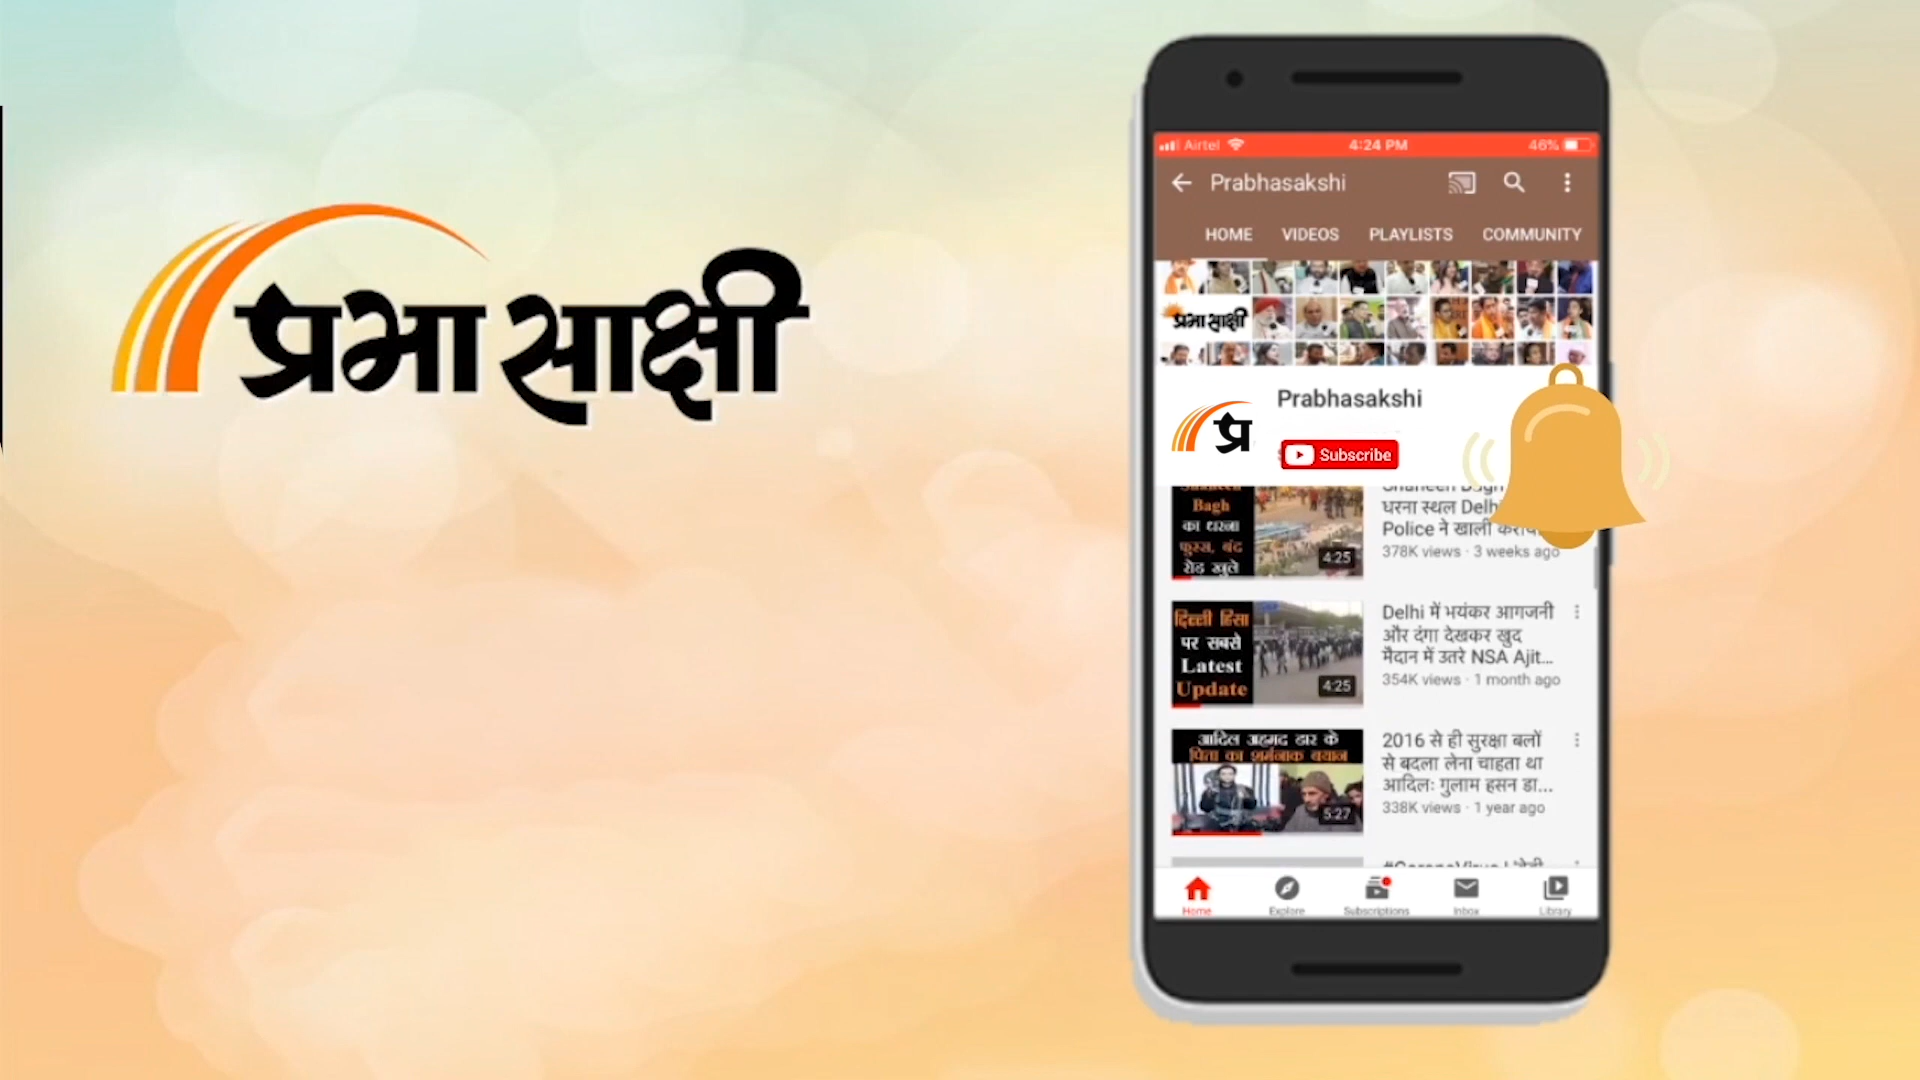 प्रभासाक्षी
Airtel 4:24 PM 46%
Prabhasakshi
HOME VIDEOS PLAYLISTS COMMUNITY
प्रभासाक्षी
Prabhasakshi
प्र
Subscribe
Bagh
का धरना
फुस्स, बंद
रोड खुले
4:25
Shaheen Bagh
धरना स्थल Delhi
Police ने खाली
378K views · 3 weeks ago
दिल्ली हिंसा
पर सबसे
Latest
Update
4:25
Delhi में भयंकर आगजनी
और दंगा देखकर खुद
मैदान में उतरे NSA Ajit...
354K views · 1 month ago
आदिल अहमद डार के
पिता का शर्मनाक बयान
5:27
2016 से ही सुरक्षा बलों
से बदला लेना चाहता था
आदिलः गुलाम हसन डा...
338K views · 1 year ago
Home Explore Subscriptions Inbox Library